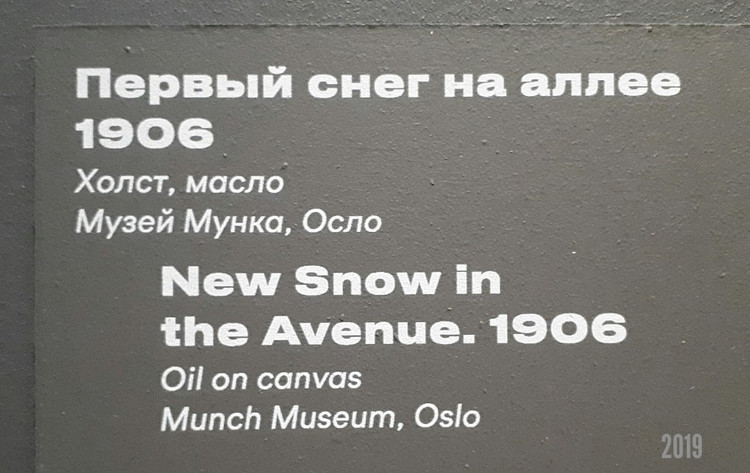 Первый снег на аллее
1906
Холст, масло
Музей Мунка, Осло
New Snow in
the Avenue. 1906
Oil on canvas
Munch Museum, Oslo
2019